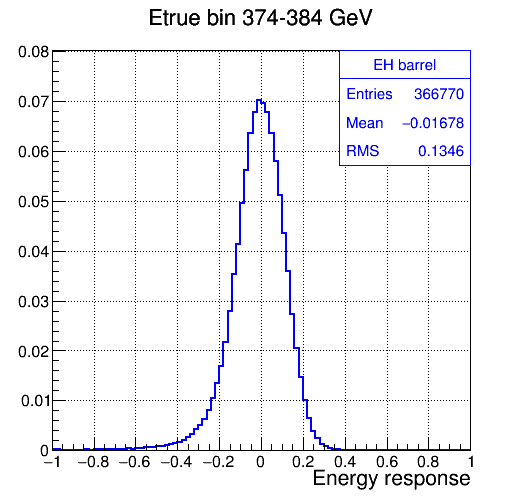 Etrue bin 374-384 GeV
EH barrel
Entries 366770
Mean −0.01678
RMS 0.1346
0.08
0.07
0.06
0.05
0.04
0.03
0.02
0.01
0
−1 −0.8 −0.6 −0.4 −0.2 0 0.2 0.4 0.6 0.8 1
Energy response